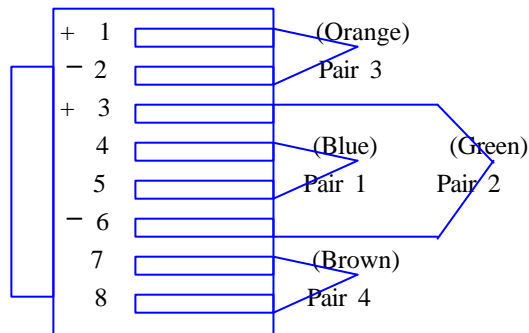 + 1 (Orange)
− 2 Pair 3
+ 3
4 (Blue) (Green)
5 Pair 1 Pair 2
− 6
7 (Brown)
8 Pair 4